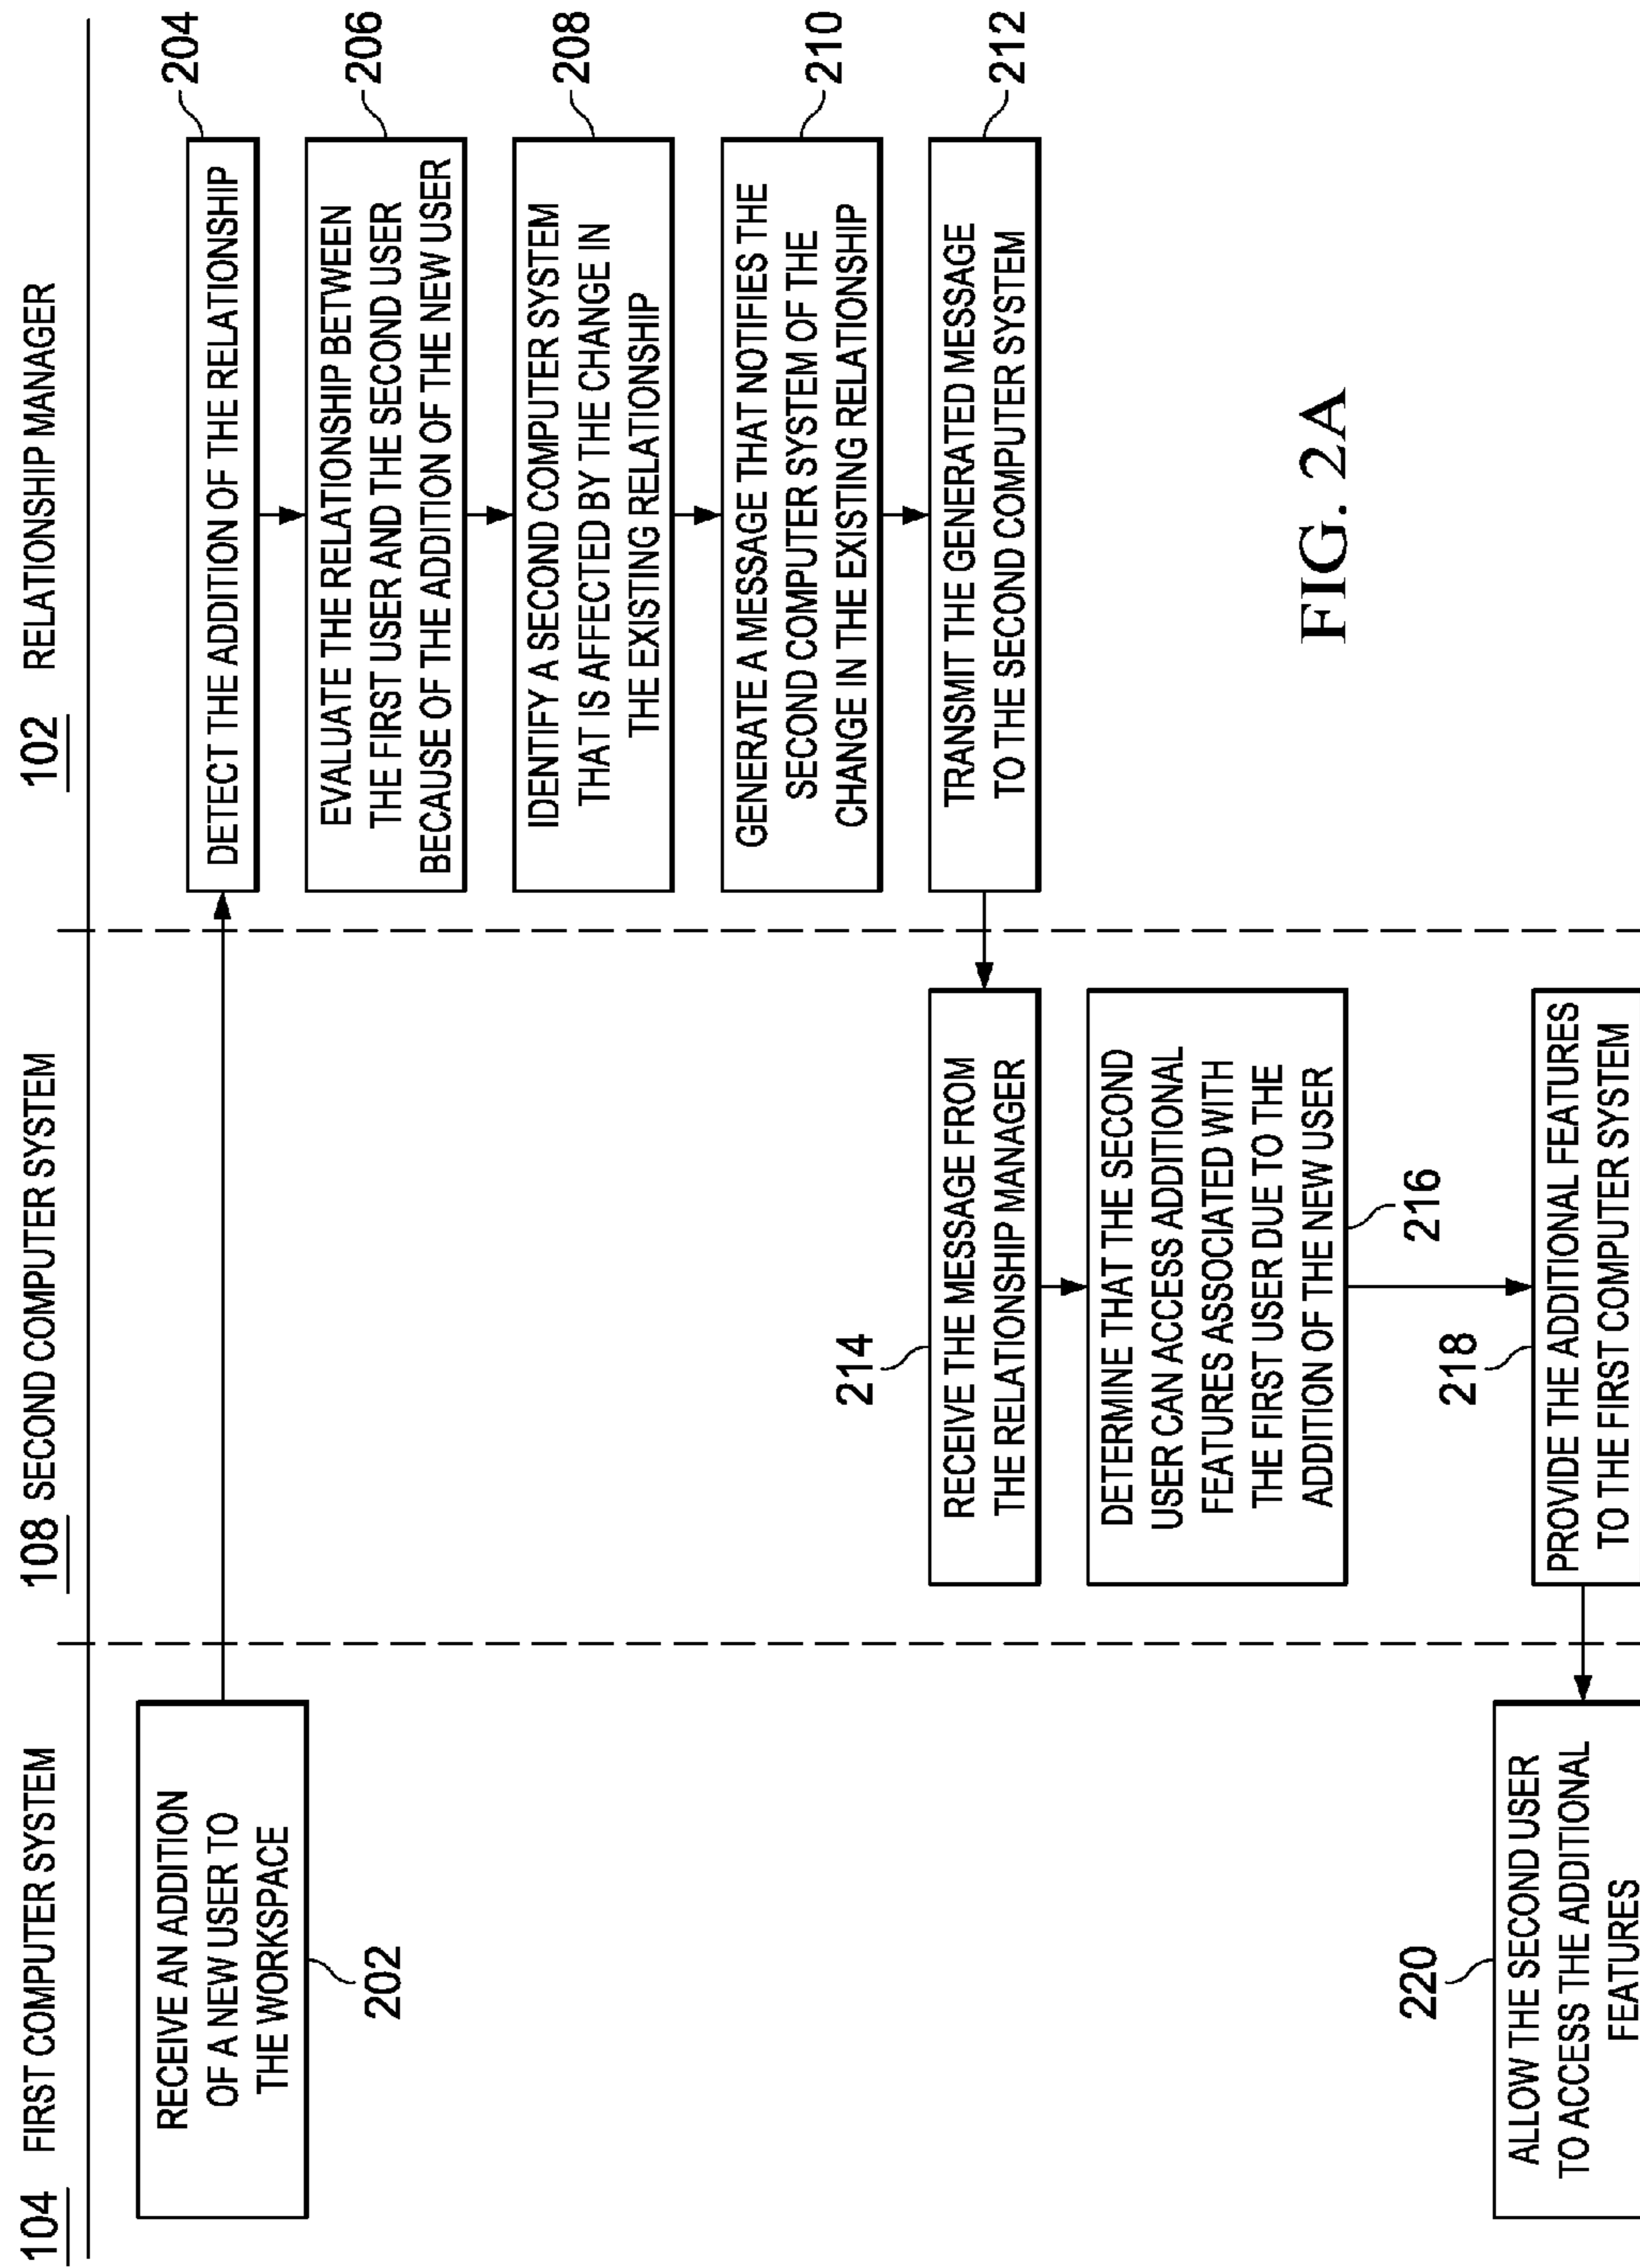 104 FIRST COMPUTER SYSTEM
108 SECOND COMPUTER SYSTEM
102 RELATIONSHIP MANAGER
RECEIVE AN ADDITION
OF A NEW USER TO
THE WORKSPACE
202
DETECT THE ADDITION OF THE RELATIONSHIP
204
EVALUATE THE RELATIONSHIP BETWEEN
THE FIRST USER AND THE SECOND USER
BECAUSE OF THE ADDITION OF THE NEW USER
206
IDENTIFY A SECOND COMPUTER SYSTEM
THAT IS AFFECTED BY THE CHANGE IN
THE EXISTING RELATIONSHIP
208
GENERATE A MESSAGE THAT NOTIFIES THE
SECOND COMPUTER SYSTEM OF THE
CHANGE IN THE EXISTING RELATIONSHIP
210
TRANSMIT THE GENERATED MESSAGE
TO THE SECOND COMPUTER SYSTEM
212
214
RECEIVE THE MESSAGE FROM
THE RELATIONSHIP MANAGER
DETERMINE THAT THE SECOND
USER CAN ACCESS ADDITIONAL
FEATURES ASSOCIATED WITH
THE FIRST USER DUE TO THE
ADDITION OF THE NEW USER
216
218
PROVIDE THE ADDITIONAL FEATURES
TO THE FIRST COMPUTER SYSTEM
220
ALLOW THE SECOND USER
TO ACCESS THE ADDITIONAL
FEATURES
FIG. 2A